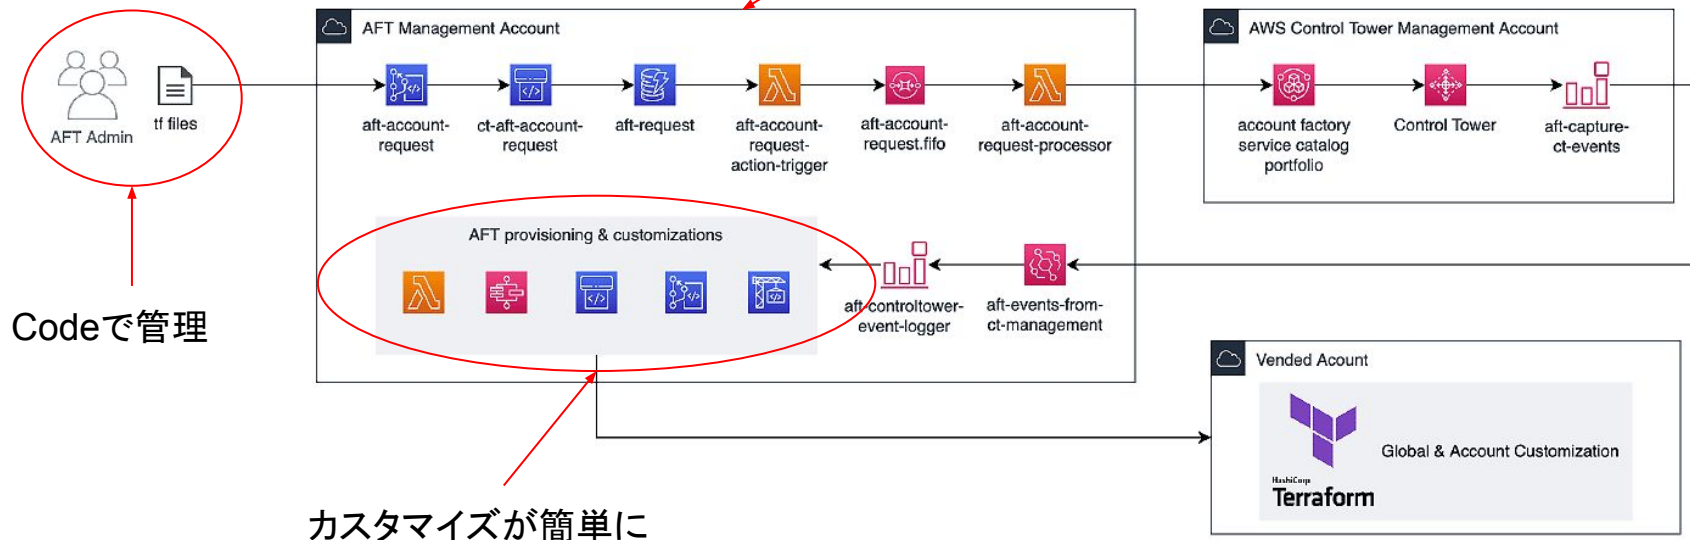 AFT Management Account
AWS Control Tower Management Account
AFT Admin
tf files
aft-account-
request
ct-aft-account-
request
aft-request
aft-account-
request-
action-trigger
aft-account-
request.fifo
aft-account-
request-processor
account factory
service catalog
portfolio
Control Tower
aft-capture-
ct-events
AFT provisioning & customizations
aft-controltower-
event-logger
aft-events-from-
ct-management
Codeで管理
Vended Acount
Global & Account Customization
HashiCorp
Terraform
カスタマイズが簡単に